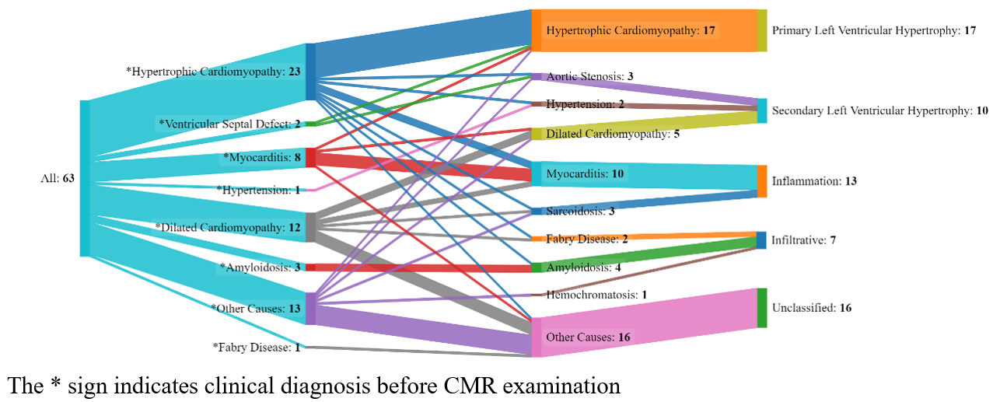 All: 63
*Hypertrophic Cardiomyopathy: 23
*Ventricular Septal Defect: 2
*Myocarditis: 8
*Hypertension: 1
*Dilated Cardiomyopathy: 12
*Amyloidosis: 3
*Other Causes: 13
*Fabry Disease: 1
Hypertrophic Cardiomyopathy: 17
Aortic Stenosis: 3
Hypertension: 2
Dilated Cardiomyopathy: 5
Myocarditis: 10
Sarcoidosis: 3
Fabry Disease: 2
Amyloidosis: 4
Hemochromatosis: 1
Other Causes: 16
Primary Left Ventricular Hypertrophy: 17
Secondary Left Ventricular Hypertrophy: 10
Inflammation: 13
Infiltrative: 7
Unclassified: 16
The * sign indicates clinical diagnosis before CMR examination